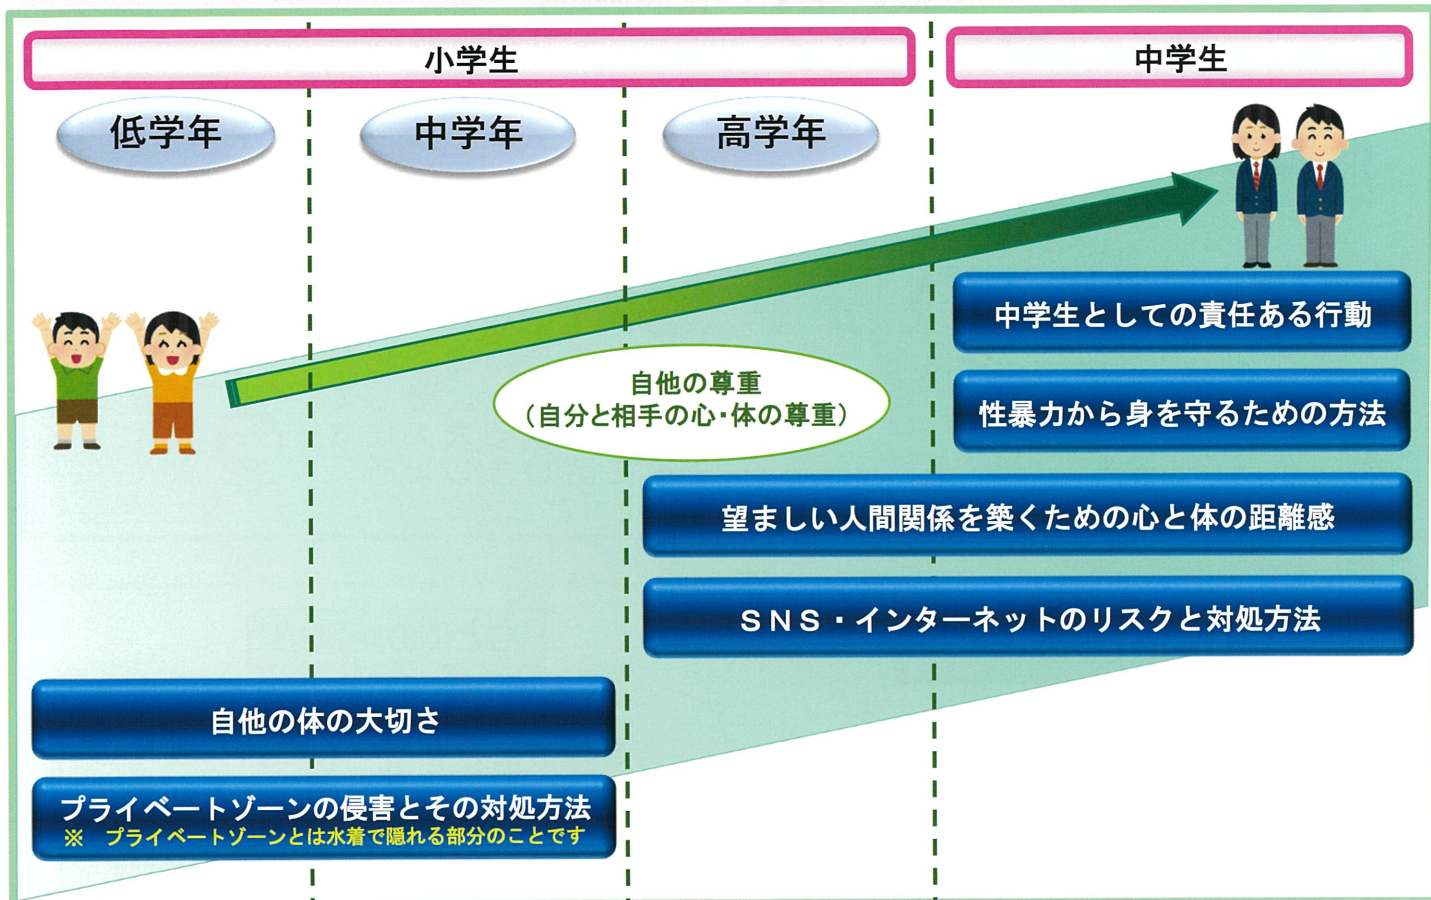 小学生
中学生
低学年
中学年
高学年
中学生としての責任ある行動
自他の尊重
（自分と相手の心・体の尊重）
性暴力から身を守るための方法
望ましい人間関係を築くための心と体の距離感
ＳＮＳ・インターネットのリスクと対処方法
自他の体の大切さ
プライベートゾーンの侵害とその対処方法
※　プライベートゾーンとは水着で隠れる部分のことです